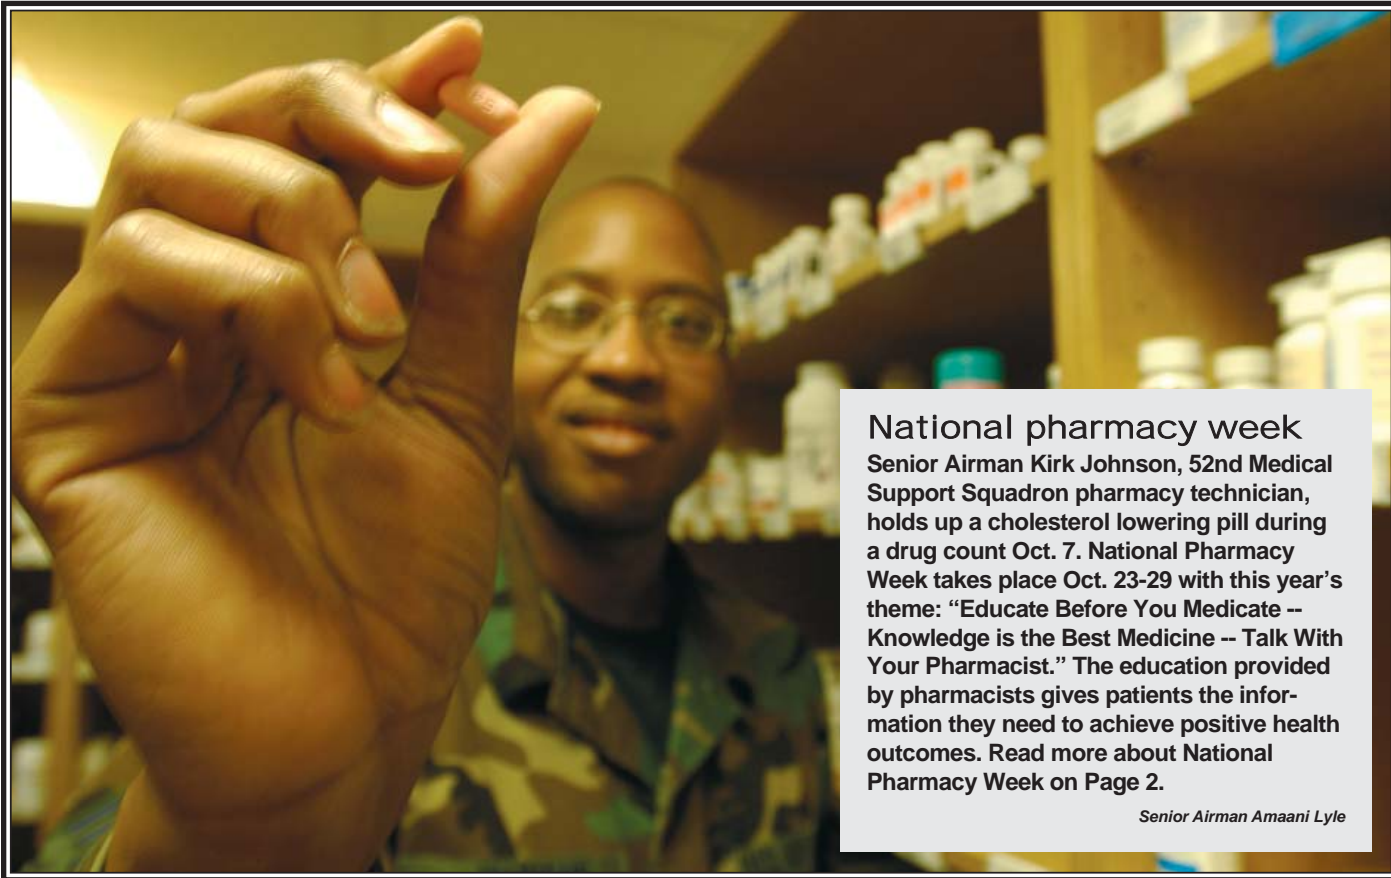 National pharmacy week
Senior Airman Kirk Johnson, 52nd Medical
Support Squadron pharmacy technician,
holds up a cholesterol lowering pill during
a drug count Oct. 7. National Pharmacy
Week takes place Oct. 23-29 with this year’s
theme: “Educate Before You Medicate --
Knowledge is the Best Medicine -- Talk With
Your Pharmacist.” The education provided
by pharmacists gives patients the infor-
mation they need to achieve positive health
outcomes. Read more about National
Pharmacy Week on Page 2.
Senior Airman Amaani Lyle